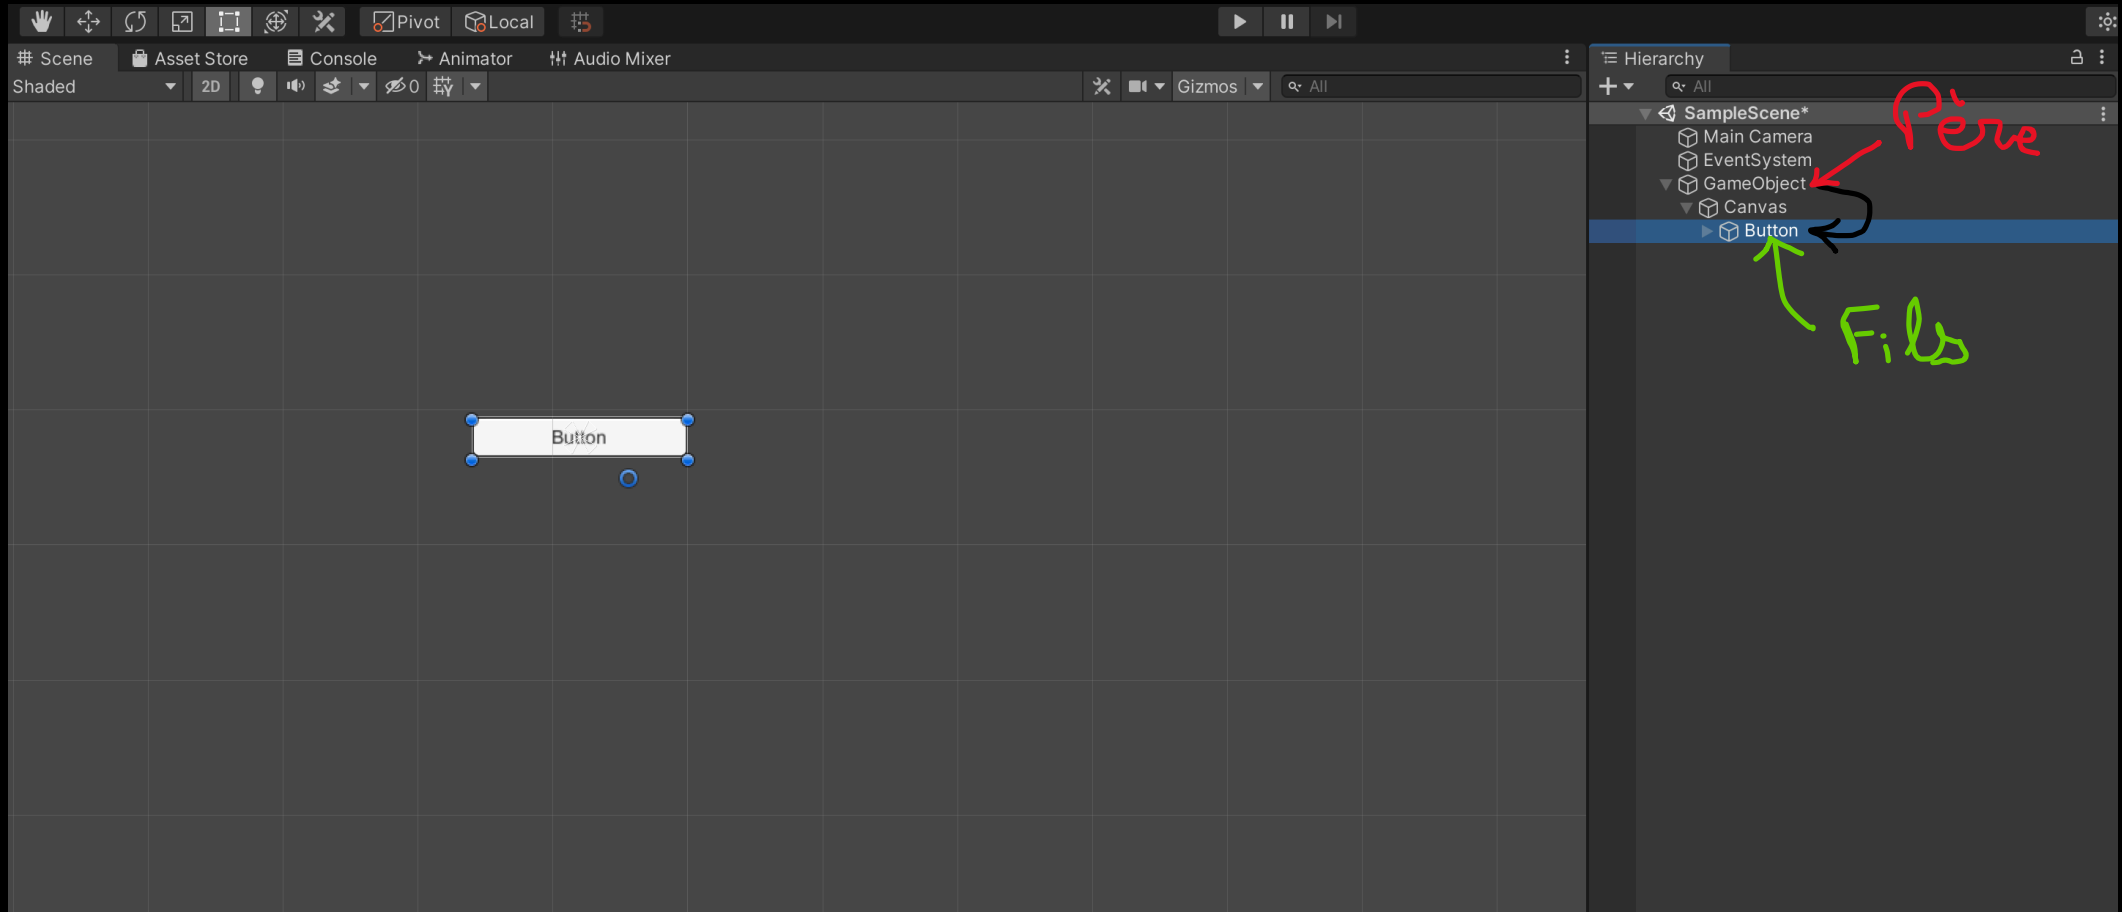 Pivot Local
Scene Asset Store Console Animator Audio Mixer
Shaded 2D 0 Gizmos All
Hierarchy
All
SampleScene*
Main Camera
EventSystem
GameObject
Canvas
Button
Père
Fils
Button